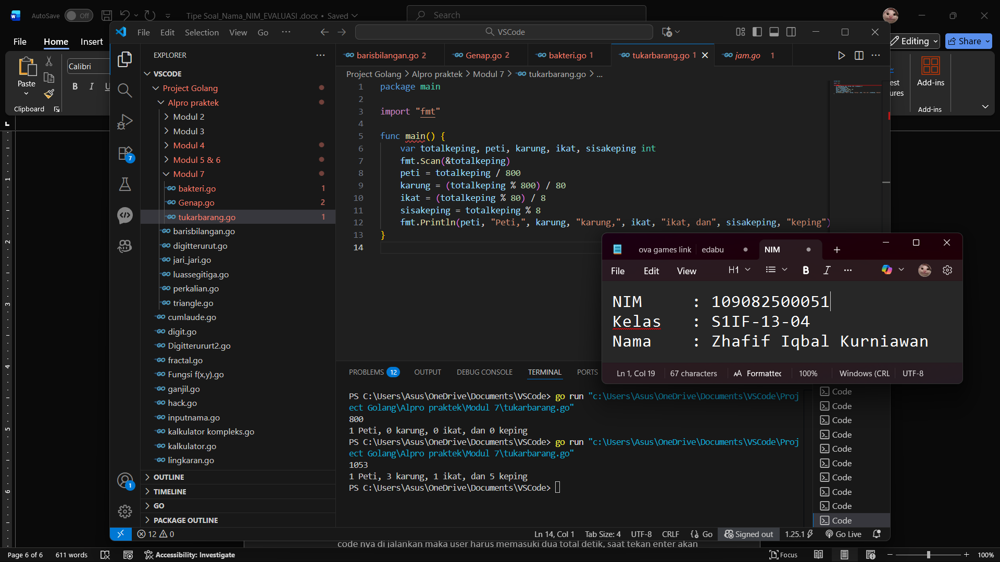 AutoSave Off Tipe Soal_Nama_NIM_EVALUASI .docx • Saved Search
File Home Insert Editing Share
Paste
Clipboard
Calibri
B I U
est
ures
Add-ins
Add-ins
File Edit Selection View Go ... VSCode
EXPLORER
VSCODE
Project Golang
Alpro praktek
Modul 2
Modul 3
Modul 4
Modul 5 & 6
Modul 7
bakteri.go 1
Genap.go 2
tukarbarang.go 1
barisbilangan.go
digitterurut.go
jari_jari.go
luassegitiga.go
perkalian.go
triangle.go
cumlaude.go
digit.go
Digitterururt2.go
fractal.go
Fungsi f(x,y).go
ganjil.go
hack.go
inputnama.go
kalkulator kompleks.go
kalkulator.go
lingkaran.go
OUTLINE
TIMELINE
GO
PACKAGE OUTLINE
7
1
barisbilangan.go 2 Genap.go 2 bakteri.go 1 tukarbarang.go 1 jam.go 1
Project Golang > Alpro praktek > Modul 7 > tukarbarang.go > ...
1 package main
2
3 import "fmt"
4
5 func main() {
6 var totalkeping, peti, karung, ikat, sisakeping int
7 fmt.Scan(&totalkeping)
8 peti = totalkeping / 800
9 karung = (totalkeping % 800) / 80
10 ikat = (totalkeping % 80) / 8
11 sisakeping = totalkeping % 8
12 fmt.Println(peti, "Peti,", karung, "karung,", ikat, "ikat, dan", sisakeping, "keping")
13 }
14
ova games link edabu NIM
File Edit View H1 B I ...
NIM : 109082500051
Kelas : S1IF-13-04
Nama : Zhafif Iqbal Kurniawan
Ln 1, Col 19 67 characters Formattec 100% Windows (CRL UTF-8
PROBLEMS 12 OUTPUT DEBUG CONSOLE TERMINAL PORTS
PS C:\Users\Asus\OneDrive\Documents\VSCode> go run "c:\Users\Asus\OneDrive\Documents\VSCode\Proj
ect Golang\Alpro praktek\Modul 7\tukarbarang.go"
800
1 Peti, 0 karung, 0 ikat, dan 0 keping
PS C:\Users\Asus\OneDrive\Documents\VSCode> go run "c:\Users\Asus\OneDrive\Documents\VSCode\Proj
ect Golang\Alpro praktek\Modul 7\tukarbarang.go"
1053
1 Peti, 3 karung, 1 ikat, dan 5 keping
PS C:\Users\Asus\OneDrive\Documents\VSCode>
Code
Code
Code
Code
Code
Code
Code
Code
Code
Code
12 0 Ln 14, Col 1 Tab Size: 4 UTF-8 CRLF {} Go Signed out 1.25.1 Go Live
code nya di jalankan maka user harus memasuki dua total detik, saat tekan enter akan
1
2
3
4
5
6
Page 6 of 6 611 words Accessibility: Investigate Focus 100%